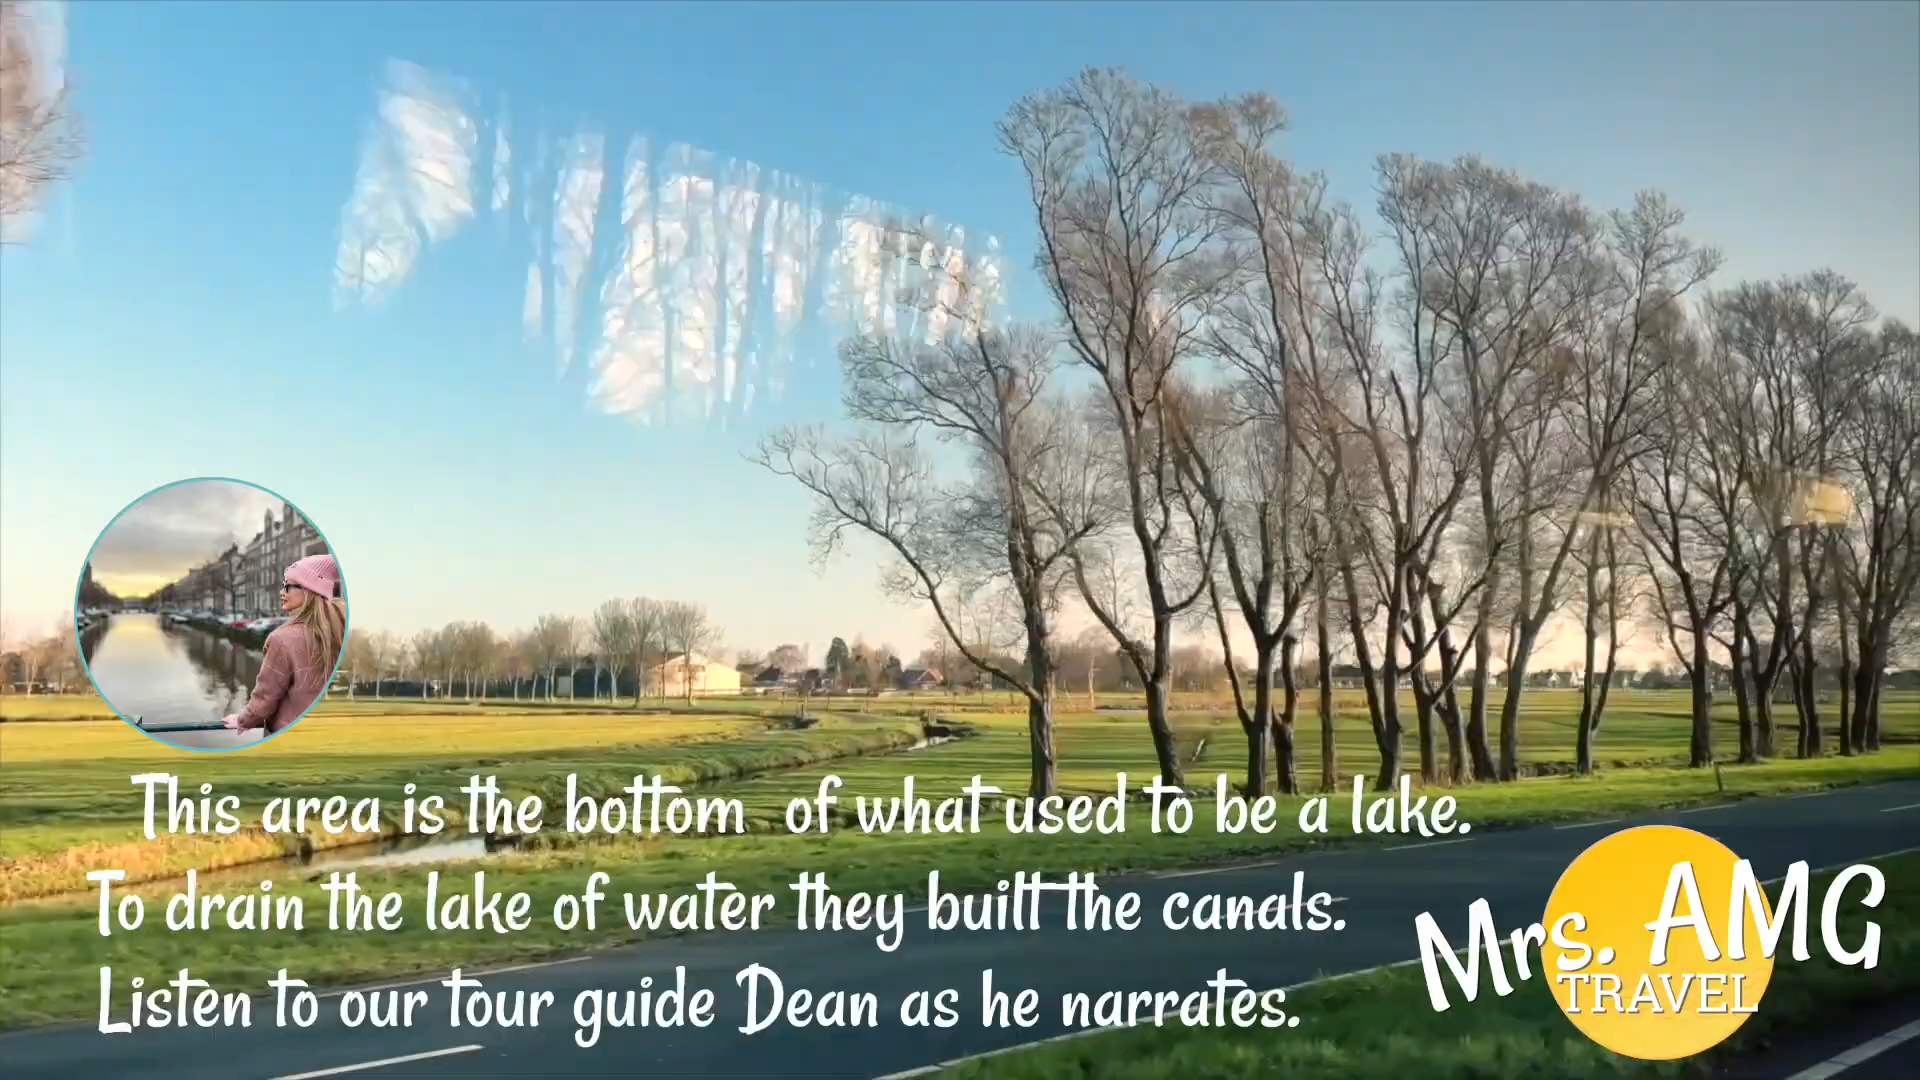 This area is the bottom of what used to be a lake.
To drain the lake of water they built the canals.
Listen to our tour guide Dean as he narrates.
Mrs. AMG
TRAVEL